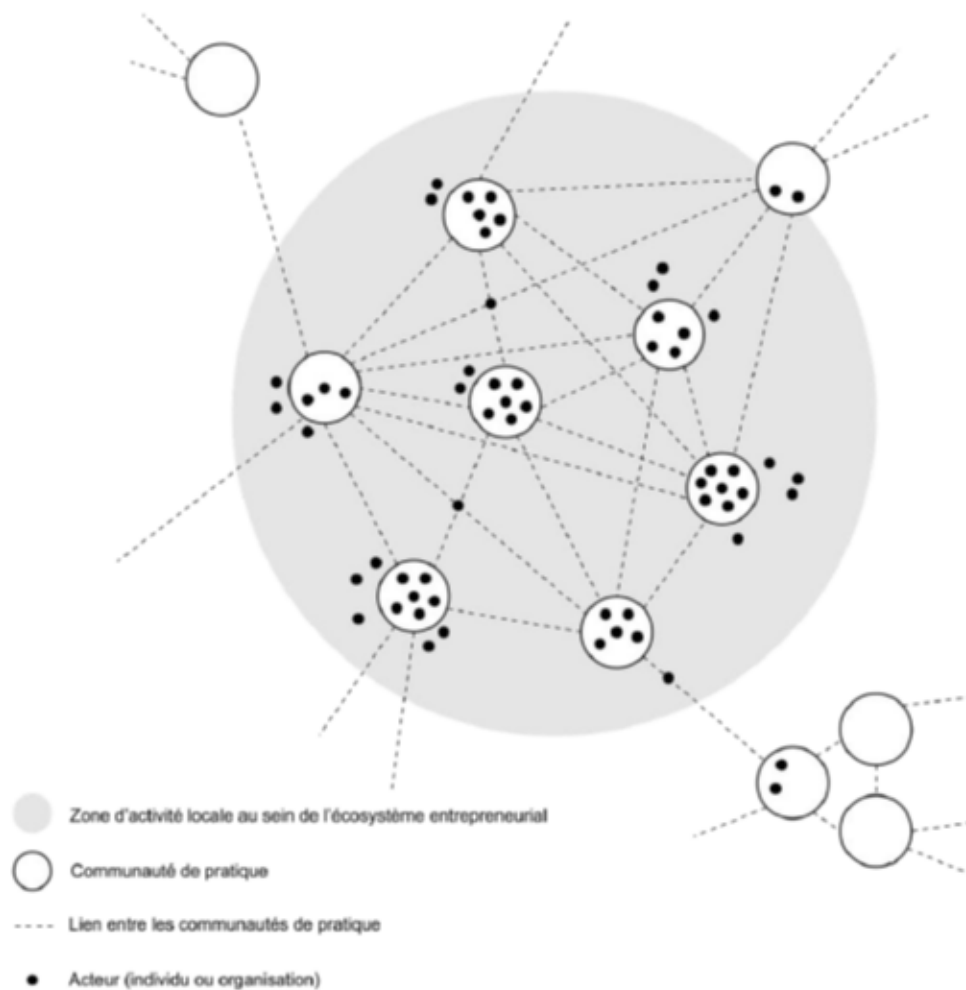 Zone d'activité locale au sein de l'écosystème entrepreneurial
Communauté de pratique
Lien entre les communautés de pratique
Acteur (individu ou organisation)